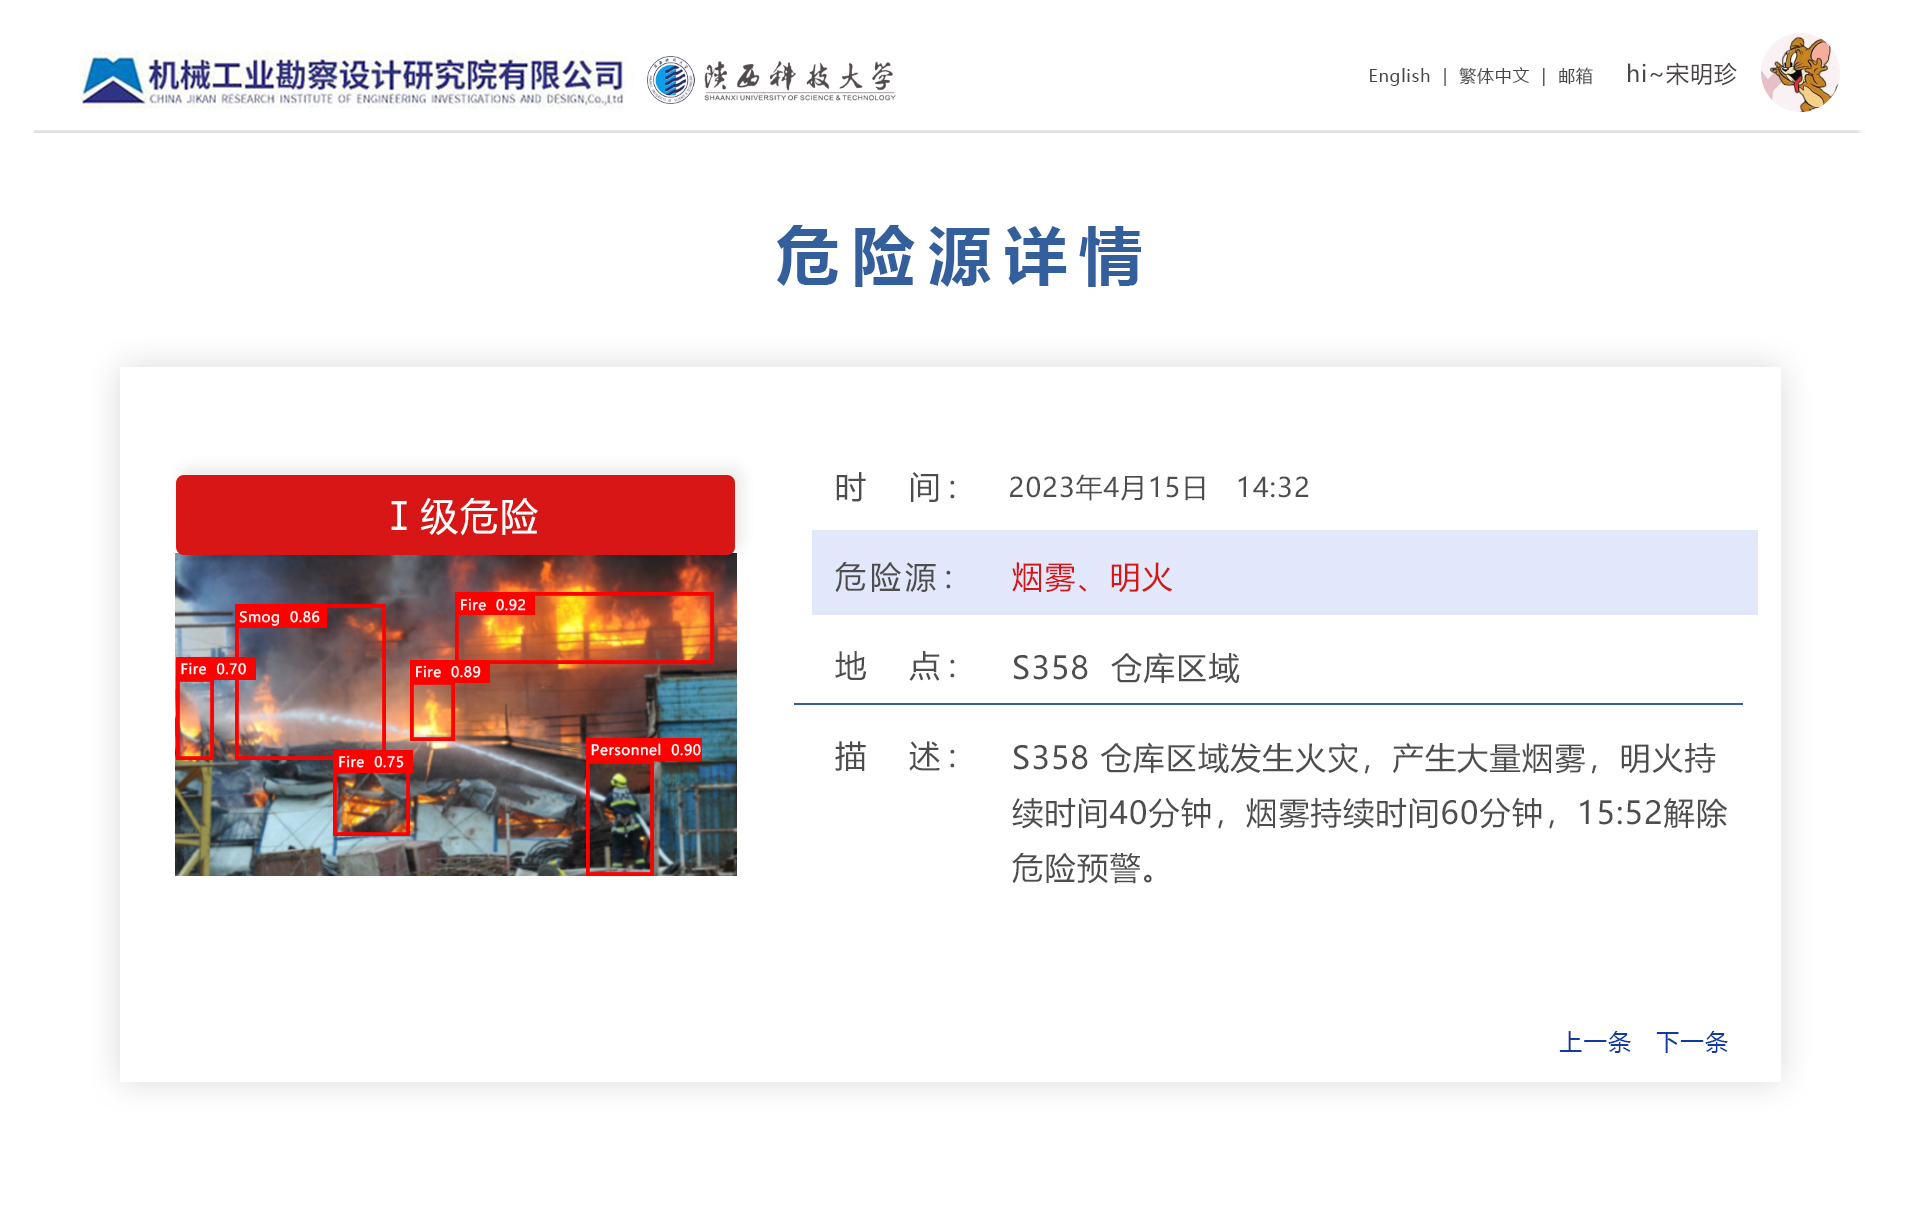 机械工业勘察设计研究院有限公司
CHINA JIKAN RESEARCH INSTITUTE OF ENGINEERING INVESTIGATIONS AND DESIGN,Co.,Ltd
陕西科技大学
SHAANXI UNIVERSITY OF SCIENCE & TECHNOLOGY
English | 繁体中文 | 邮箱 hi~宋明珍
危险源详情
I 级危险
Smog 0.86
Fire 0.92
Fire 0.70
Fire 0.89
Fire 0.75
Personnel 0.90
时 间： 2023年4月15日 14:32
危险源： 烟雾、明火
地 点： S358 仓库区域
描 述： S358 仓库区域发生火灾，产生大量烟雾，明火持
续时间40分钟，烟雾持续时间60分钟，15:52解除
危险预警。
上一条 下一条